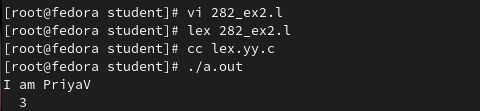 [root@fedora student]# vi 282_ex2.l
[root@fedora student]# lex 282_ex2.l
[root@fedora student]# cc lex.yy.c
[root@fedora student]# ./a.out
I am PriyaV
  3